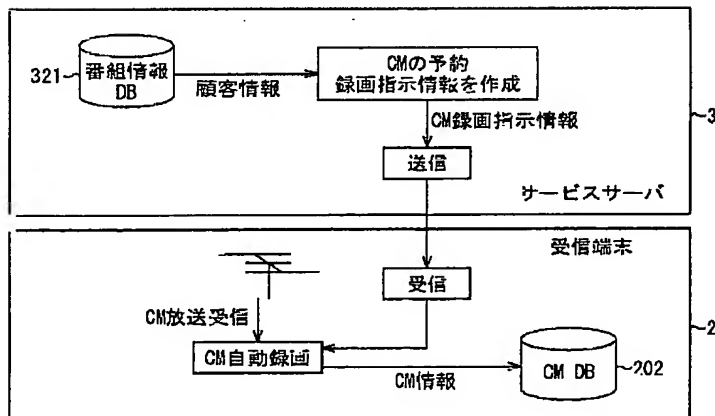 321
番組情報
DB
顧客情報
CMの予約
録画指示情報を作成
CM録画指示情報
送信
サービスサーバ
3
受信端末
受信
CM放送受信
CM自動録画
CM情報
CM DB
202
2